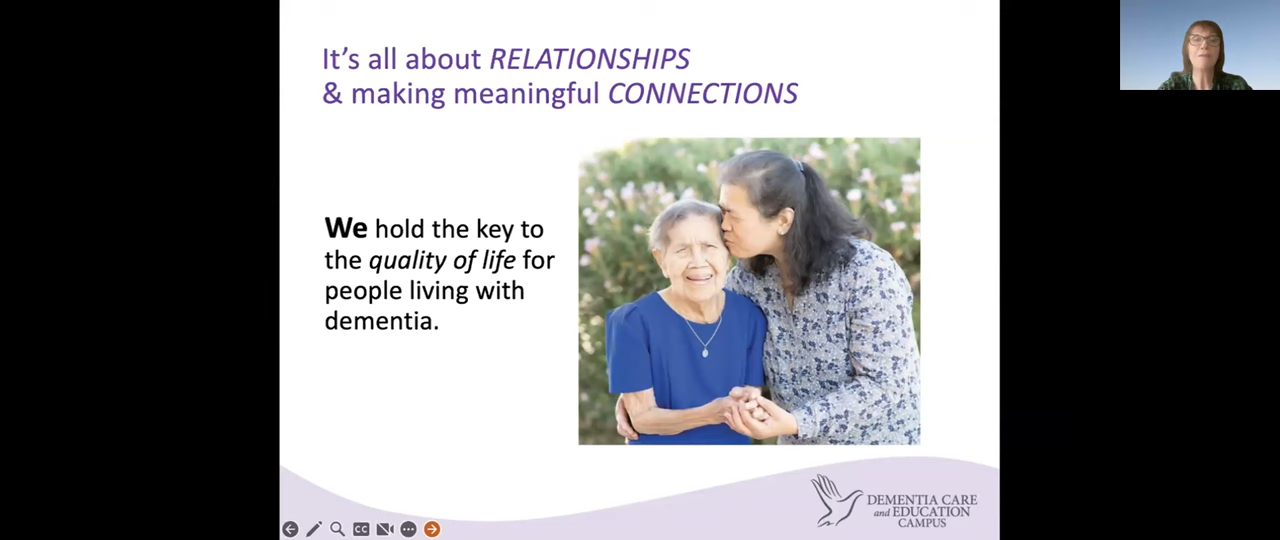 It's all about RELATIONSHIPS
& making meaningful CONNECTIONS
We hold the key to
the quality of life for
people living with
dementia.
DEMENTIA CARE
and EDUCATION
CAMPUS
CC